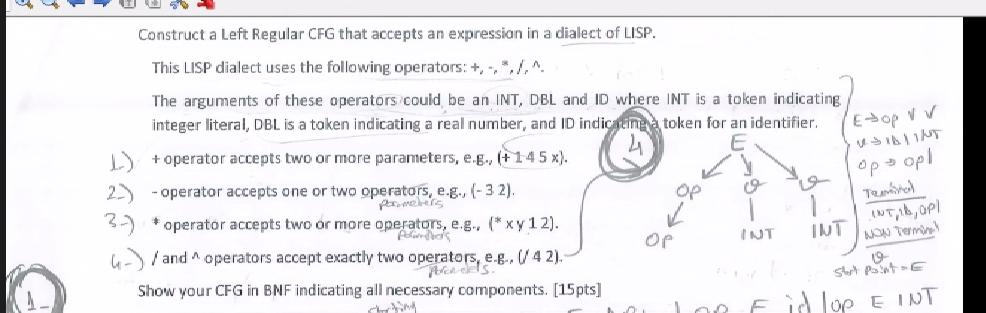 Construct a Left Regular CFG that accepts an expression in a dialect of LISP.
This LISP dialect uses the following operators: +, -, *, /, ^.
The arguments of these operators could be an INT, DBL and ID where INT is a token indicating
integer literal, DBL is a token indicating a real number, and ID indicating a token for an identifier.
1) + operator accepts two or more parameters, e.g., (+ 1 4 5 x).
2-) - operator accepts one or two operators, e.g., (- 3 2).
parameters
3-) * operator accepts two or more operators, e.g., (* x y 1 2).
4-) / and ^ operators accept exactly two operators, e.g., (/ 4 2).
Show your CFG in BNF indicating all necessary components. [15pts]
1-
4
E
op v v
op INT INT
E → op v v
v → id | INT
op → op1
Terminal
INT, id, op1
NON Terminal
v
start point = E
E id | op E INT